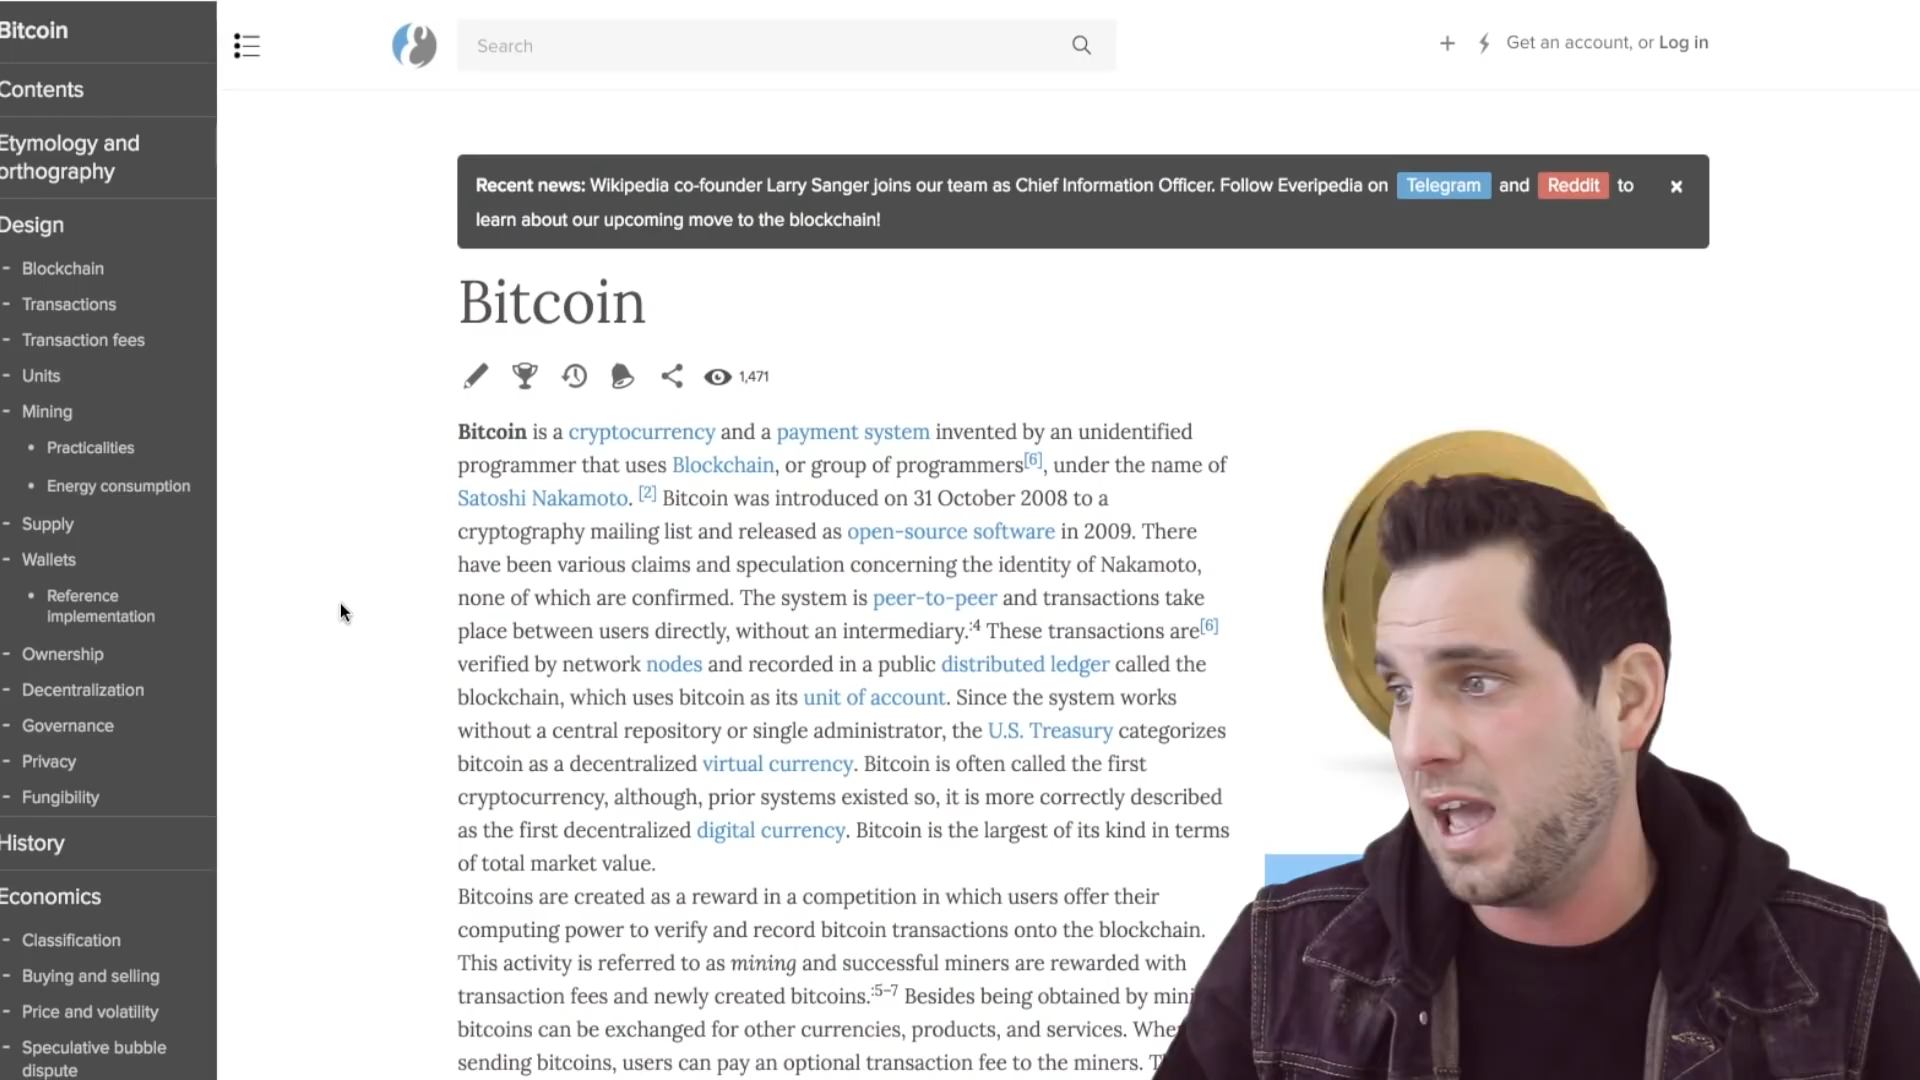 Bitcoin
Contents
Etymology and
orthography
Design
- Blockchain
- Transactions
- Transaction fees
- Units
- Mining
• Practicalities
• Energy consumption
- Supply
- Wallets
• Reference
implementation
- Ownership
- Decentralization
- Governance
- Privacy
- Fungibility
History
Economics
- Classification
- Buying and selling
- Price and volatility
- Speculative bubble
dispute
Search
Get an account, or Log in
Recent news: Wikipedia co-founder Larry Sanger joins our team as Chief Information Officer. Follow Everipedia on Telegram and Reddit to
learn about our upcoming move to the blockchain!
Bitcoin
1,471
Bitcoin is a cryptocurrency and a payment system invented by an unidentified
programmer that uses Blockchain, or group of programmers[6], under the name of
Satoshi Nakamoto. [2] Bitcoin was introduced on 31 October 2008 to a
cryptography mailing list and released as open-source software in 2009. There
have been various claims and speculation concerning the identity of Nakamoto,
none of which are confirmed. The system is peer-to-peer and transactions take
place between users directly, without an intermediary.:4 These transactions are[6]
verified by network nodes and recorded in a public distributed ledger called the
blockchain, which uses bitcoin as its unit of account. Since the system works
without a central repository or single administrator, the U.S. Treasury categorizes
bitcoin as a decentralized virtual currency. Bitcoin is often called the first
cryptocurrency, although, prior systems existed so, it is more correctly described
as the first decentralized digital currency. Bitcoin is the largest of its kind in terms
of total market value.
Bitcoins are created as a reward in a competition in which users offer their
computing power to verify and record bitcoin transactions onto the blockchain.
This activity is referred to as mining and successful miners are rewarded with
transaction fees and newly created bitcoins.:5-7 Besides being obtained by
bitcoins can be exchanged for other currencies, products, and services.
sending bitcoins, users can pay an optional transaction fee to the miners.